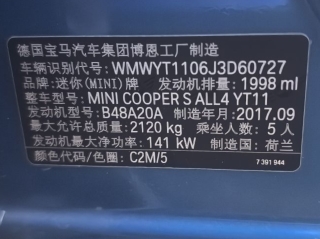 德国宝马汽车集团博恩工厂制造
车辆识别代号:WMWYT1106J3D60727
品牌:迷你(MINI)牌 发动机排量:1998 ml
整车型号:MINI COOPER S ALL4 YT11
发动机型号:B48A20A 制造年月:2017.09
最大允许总质量:2120 kg 乘坐人数:5 人
发动机最大净功率:141 kW 制造国:荷兰
颜色代码/色圈:C2M/5
7 391 944